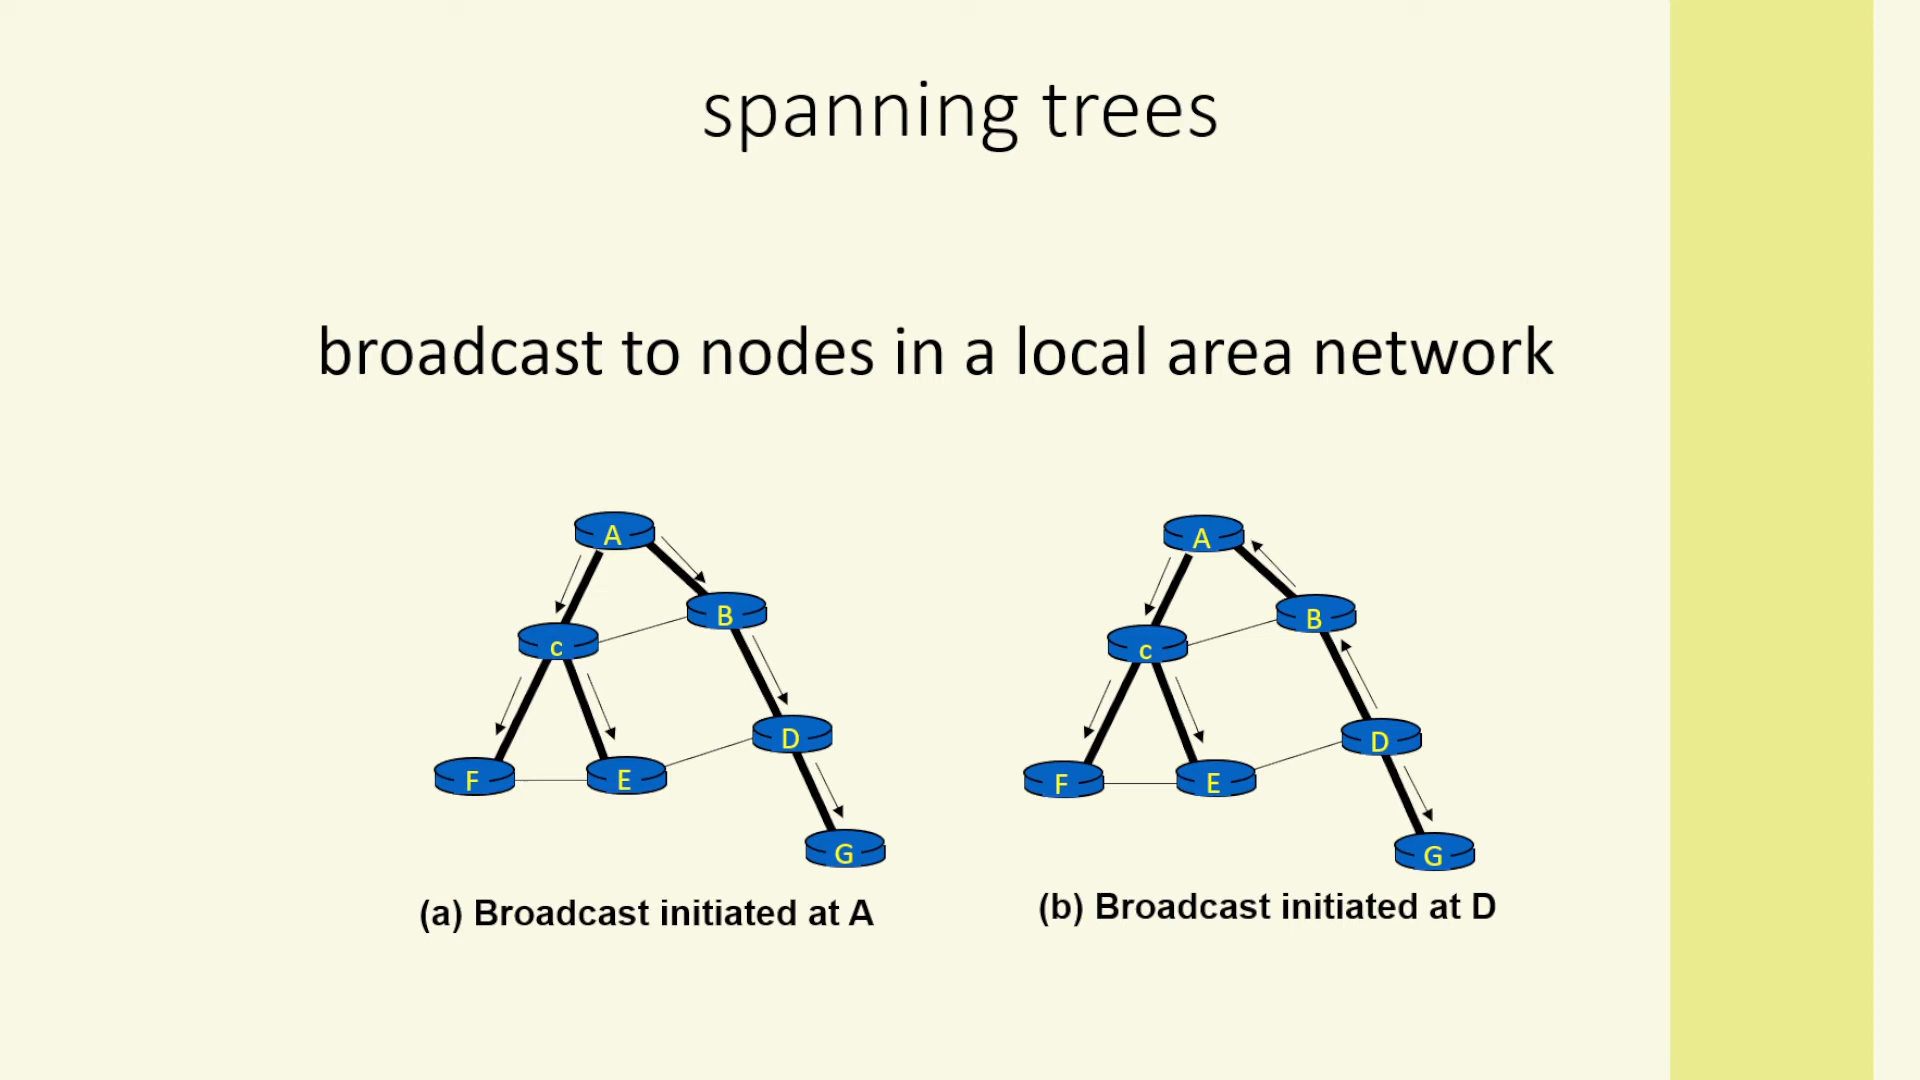 spanning trees
broadcast to nodes in a local area network
A
B
c
D
F
E
G
(a) Broadcast initiated at A
A
B
c
D
F
E
G
(b) Broadcast initiated at D